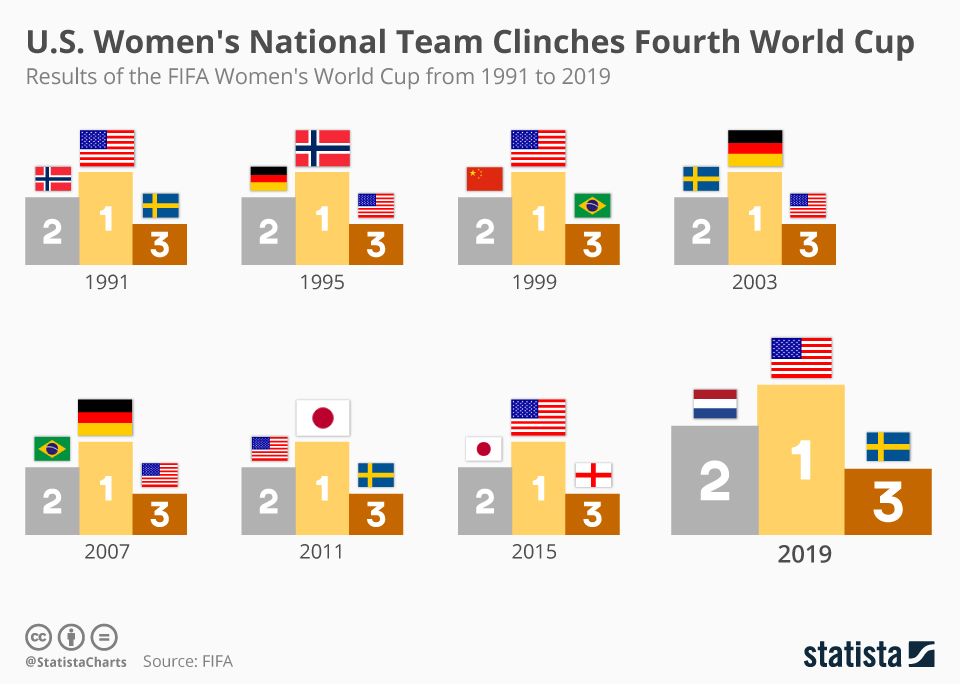 U.S. Women's National Team Clinches Fourth World Cup
Results of the FIFA Women's World Cup from 1991 to 2019
2 1 3
1991
2 1 3
1995
2 1 3
1999
2 1 3
2003
2 1 3
2007
2 1 3
2011
2 1 3
2015
2 1 3
2019
cc
@StatistaCharts Source: FIFA
statista